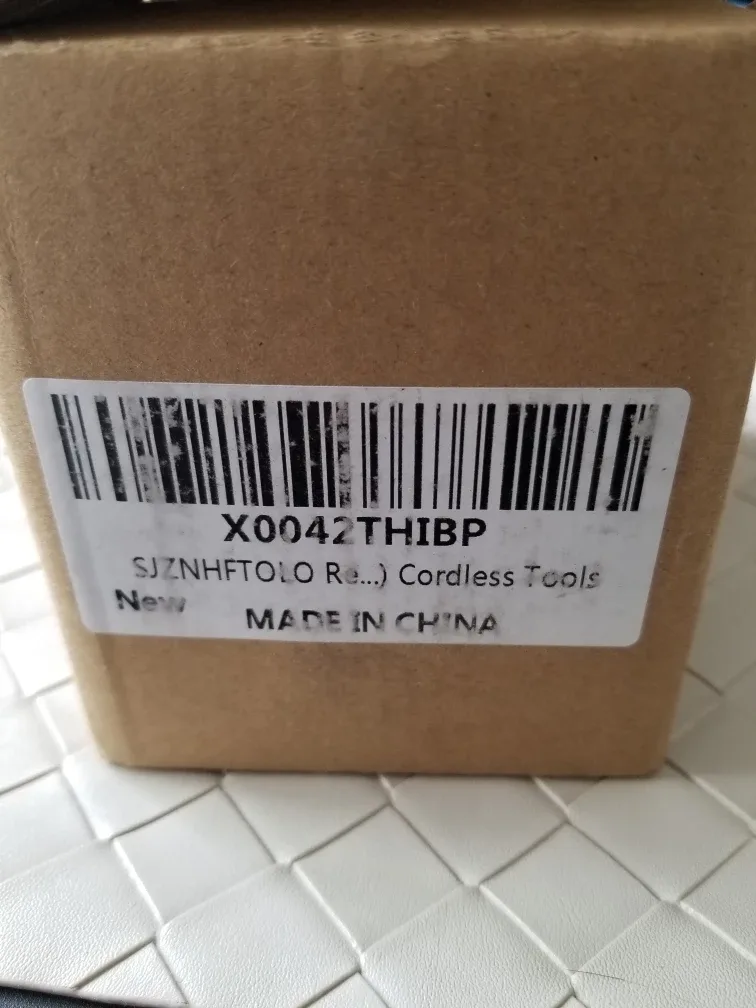 X0042THIBP
SJZNHFTOLO Re...) Cordless Tools
New
MADE IN CHINA